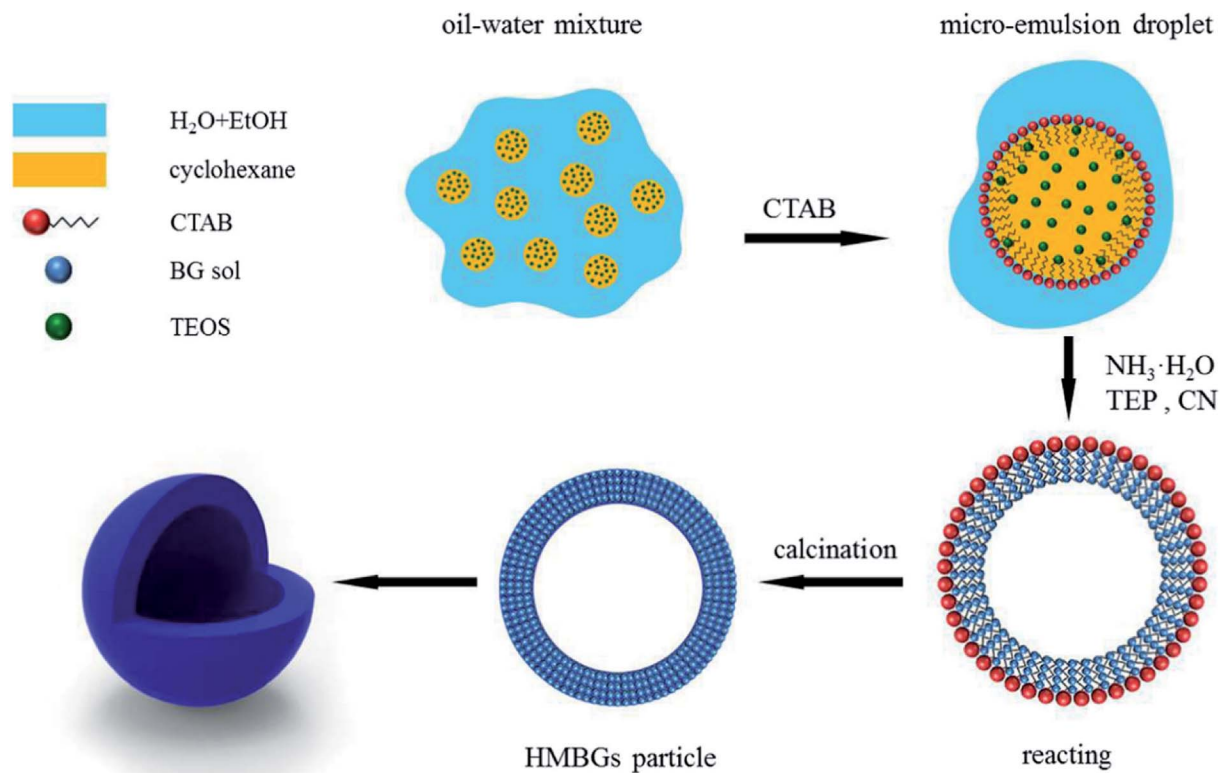 oil-water mixture
micro-emulsion droplet
H₂O+EtOH
cyclohexane
CTAB
BG sol
TEOS
CTAB
NH₃·H₂O
TEP , CN
calcination
HMBGs particle
reacting